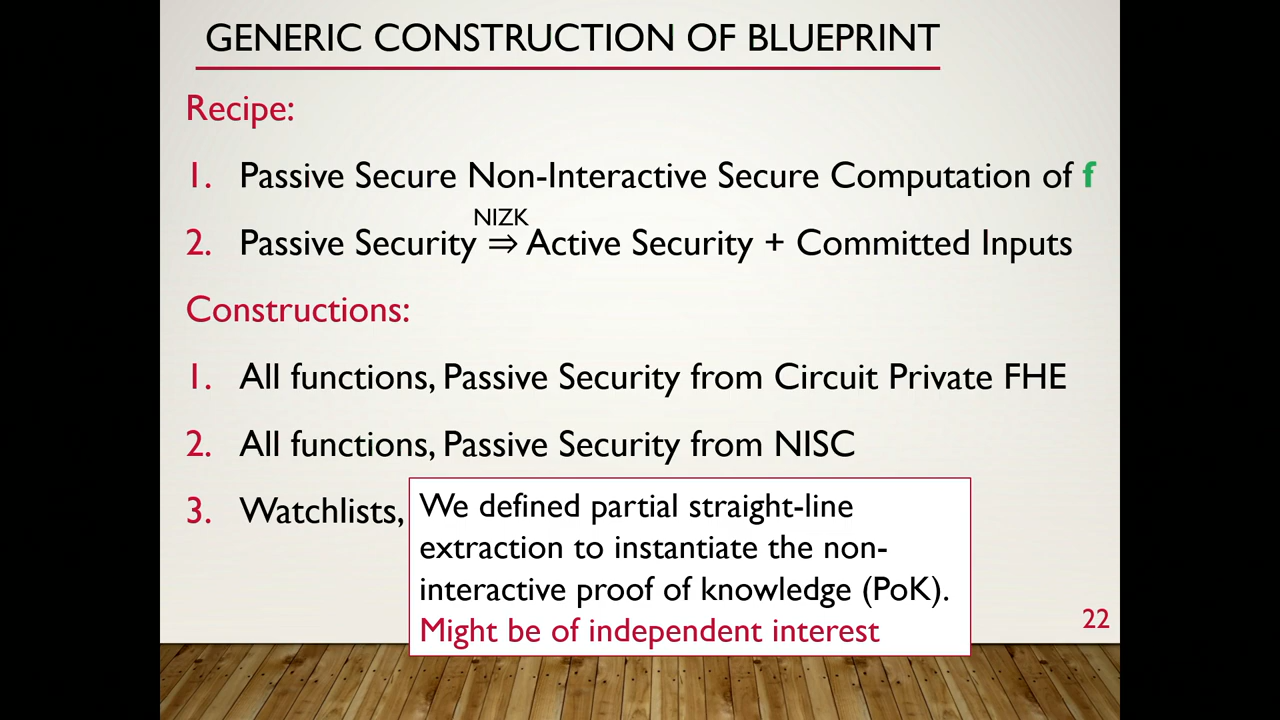 GENERIC CONSTRUCTION OF BLUEPRINT
Recipe:
1. Passive Secure Non-Interactive Secure Computation of f
NIZK
2. Passive Security ⇒ Active Security + Committed Inputs
Constructions:
1. All functions, Passive Security from Circuit Private FHE
2. All functions, Passive Security from NISC
3. Watchlists,
We defined partial straight-line
extraction to instantiate the non-
interactive proof of knowledge (PoK).
Might be of independent interest
22